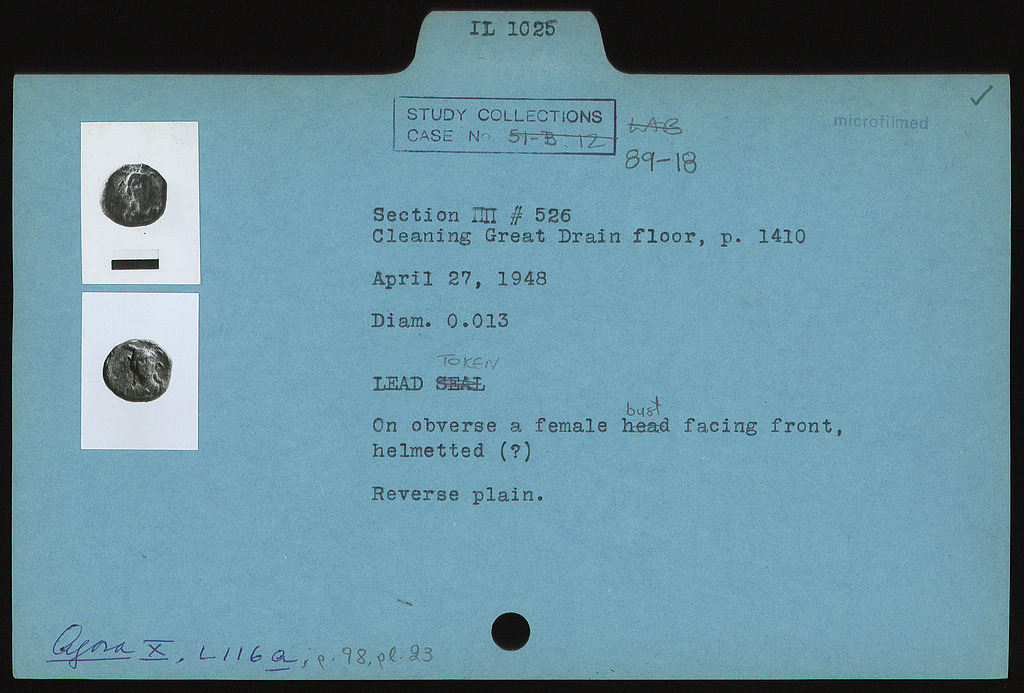 IL 1025
STUDY COLLECTIONS
CASE No. 51-B. 12
LAB
89-18
microfilmed
Section ΠΠ # 526
Cleaning Great Drain floor, p. 1410
April 27, 1948
Diam. 0.013
TOKEN
LEAD SEAL
bust
On obverse a female head facing front,
helmetted (?)
Reverse plain.
Agora X, L116a, p. 98, pl. 23